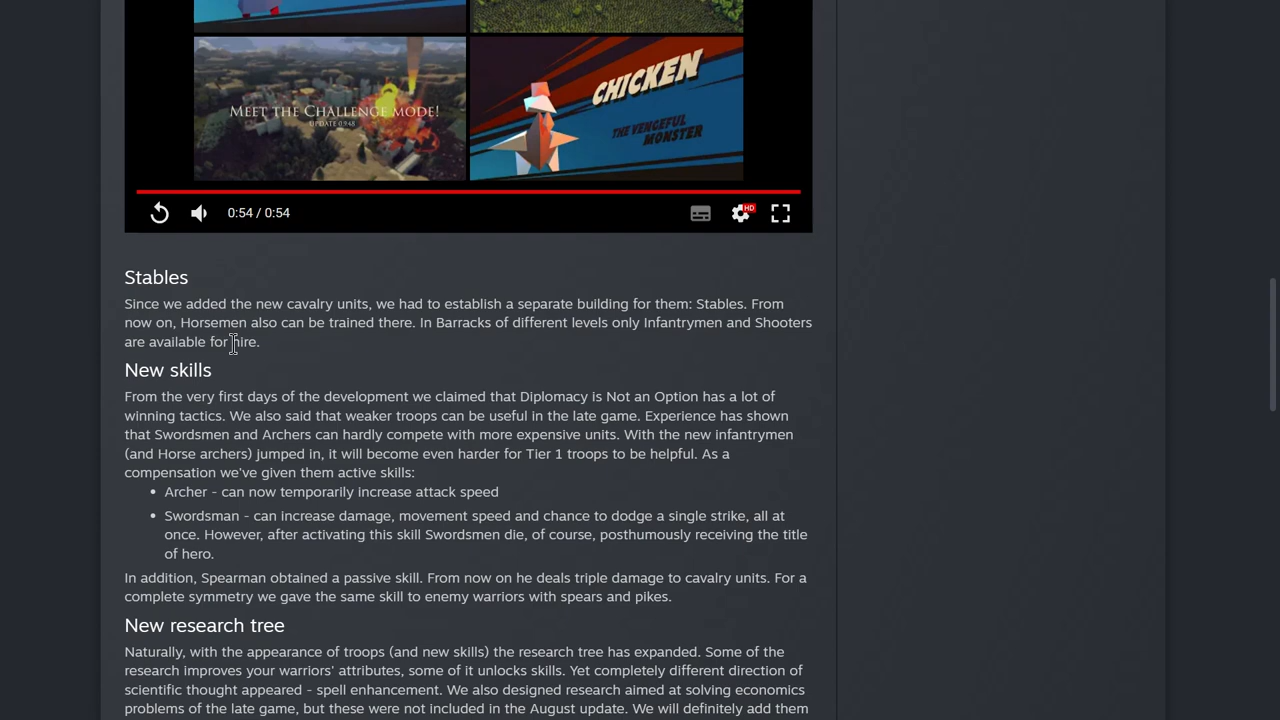 CHICKEN
THE VENGEFUL
MONSTER
MEET THE CHALLENGE MODE!
UPDATE 0.9.48
0:54 / 0:54
HD
Stables
Since we added the new cavalry units, we had to establish a separate building for them: Stables. From
now on, Horsemen also can be trained there. In Barracks of different levels only Infantrymen and Shooters
are available for hire.
New skills
From the very first days of the development we claimed that Diplomacy is Not an Option has a lot of
winning tactics. We also said that weaker troops can be useful in the late game. Experience has shown
that Swordsmen and Archers can hardly compete with more expensive units. With the new infantrymen
(and Horse archers) jumped in, it will become even harder for Tier 1 troops to be helpful. As a
compensation we've given them active skills:
• Archer - can now temporarily increase attack speed
• Swordsman - can increase damage, movement speed and chance to dodge a single strike, all at
once. However, after activating this skill Swordsmen die, of course, posthumously receiving the title
of hero.
In addition, Spearman obtained a passive skill. From now on he deals triple damage to cavalry units. For a
complete symmetry we gave the same skill to enemy warriors with spears and pikes.
New research tree
Naturally, with the appearance of troops (and new skills) the research tree has expanded. Some of the
research improves your warriors' attributes, some of it unlocks skills. Yet completely different direction of
scientific thought appeared - spell enhancement. We also designed research aimed at solving economics
problems of the late game, but these were not included in the August update. We will definitely add them